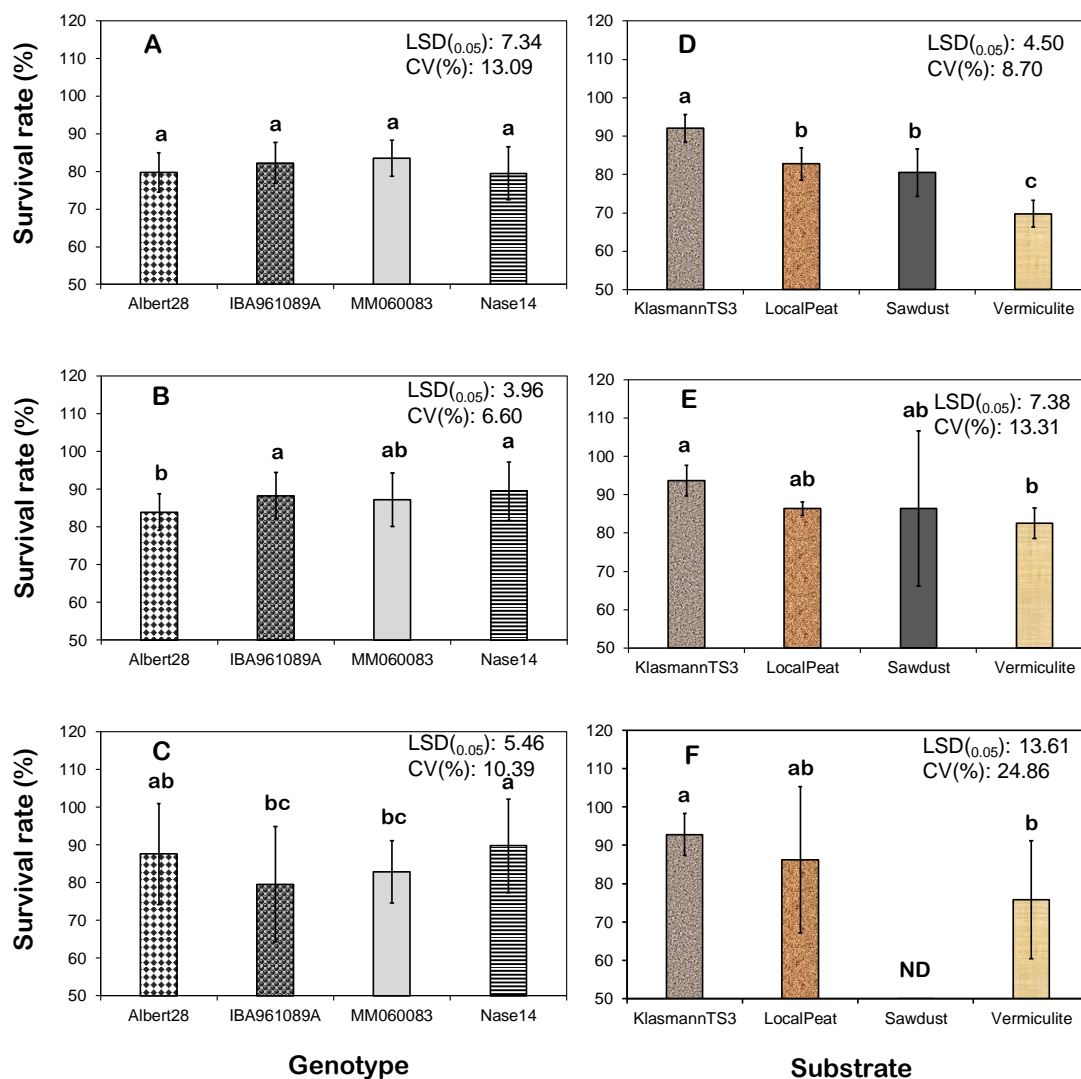 A
LSD(0.05): 7.34
CV(%): 13.09
Survival rate (%)
120
110
100
90
80
70
60
50
a
a
a
a
Albert28
IBA961089A
MM060083
Nase14
D
LSD(0.05): 4.50
CV(%): 8.70
120
110
100
90
80
70
60
50
a
b
b
c
KlasmannTS3
LocalPeat
Sawdust
Vermiculite
B
LSD(0.05): 3.96
CV(%): 6.60
Survival rate (%)
120
110
100
90
80
70
60
50
b
a
ab
a
Albert28
IBA961089A
MM060083
Nase14
E
LSD(0.05): 7.38
CV(%): 13.31
120
110
100
90
80
70
60
50
a
ab
ab
b
KlasmannTS3
LocalPeat
Sawdust
Vermiculite
C
LSD(0.05): 5.46
CV(%): 10.39
Survival rate (%)
120
110
100
90
80
70
60
50
ab
bc
bc
a
Albert28
IBA961089A
MM060083
Nase14
Genotype
F
LSD(0.05): 13.61
CV(%): 24.86
120
110
100
90
80
70
60
50
a
ab
ND
b
KlasmannTS3
LocalPeat
Sawdust
Vermiculite
Substrate